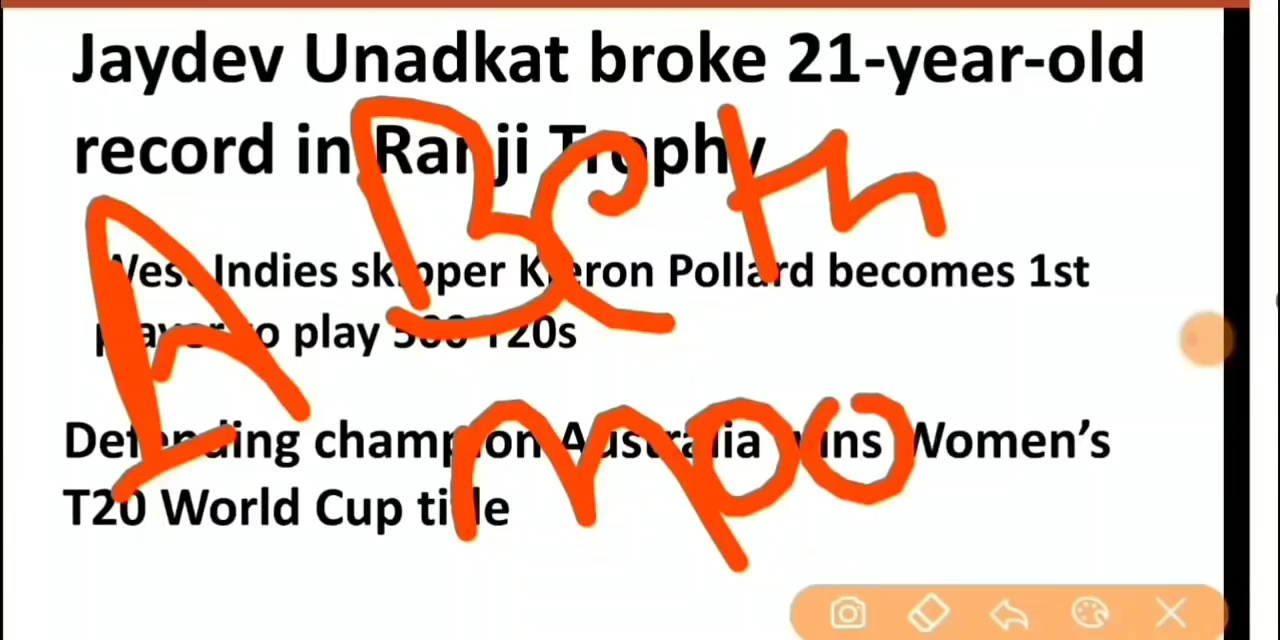 Jaydev Unadkat broke 21-year-old
record in Ranji Trophy
West Indies skipper Kieron Pollard becomes 1st
player to play 500 T20s
Defending champion Australia wins Women's
T20 World Cup title
A Beth
moo